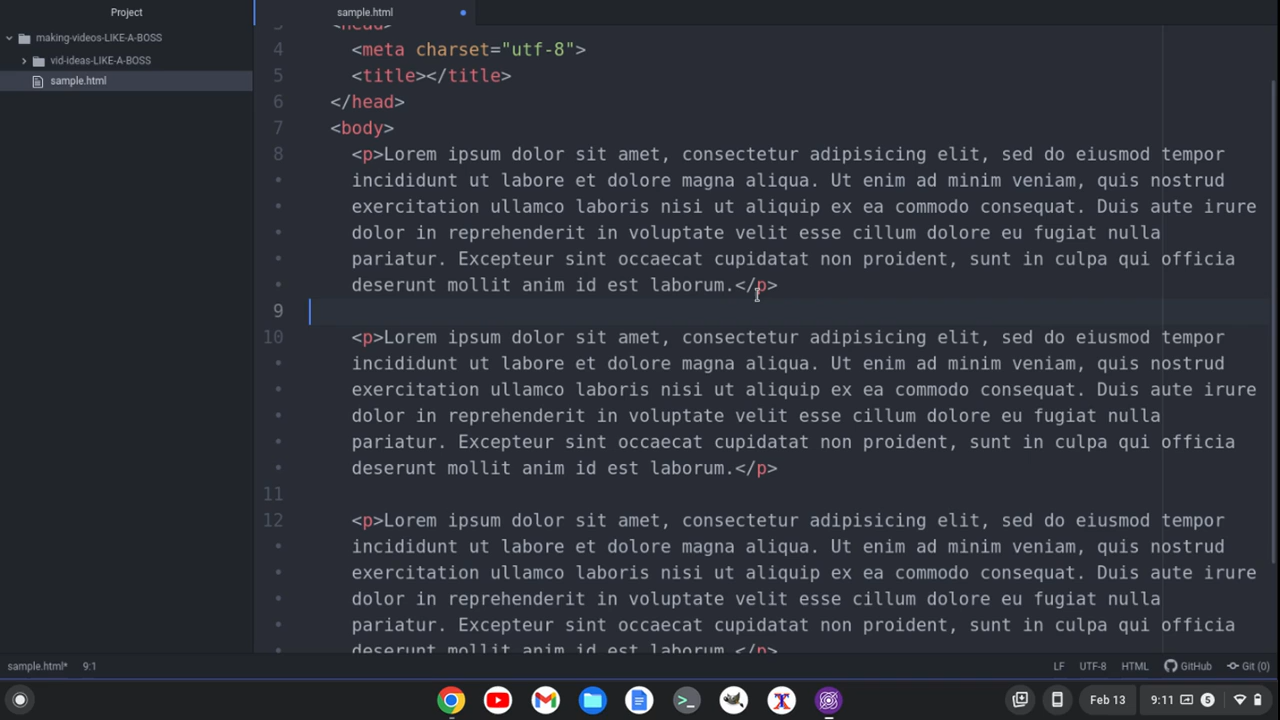 Project
sample.html
making-videos-LIKE-A-BOSS
vid-ideas-LIKE-A-BOSS
sample.html
<head>
4 <meta charset="utf-8">
5 <title></title>
6 </head>
7 <body>
8 <p>Lorem ipsum dolor sit amet, consectetur adipisicing elit, sed do eiusmod tempor
incididunt ut labore et dolore magna aliqua. Ut enim ad minim veniam, quis nostrud
exercitation ullamco laboris nisi ut aliquip ex ea commodo consequat. Duis aute irure
dolor in reprehenderit in voluptate velit esse cillum dolore eu fugiat nulla
pariatur. Excepteur sint occaecat cupidatat non proident, sunt in culpa qui officia
deserunt mollit anim id est laborum.</p>
9
10 <p>Lorem ipsum dolor sit amet, consectetur adipisicing elit, sed do eiusmod tempor
incididunt ut labore et dolore magna aliqua. Ut enim ad minim veniam, quis nostrud
exercitation ullamco laboris nisi ut aliquip ex ea commodo consequat. Duis aute irure
dolor in reprehenderit in voluptate velit esse cillum dolore eu fugiat nulla
pariatur. Excepteur sint occaecat cupidatat non proident, sunt in culpa qui officia
deserunt mollit anim id est laborum.</p>
11
12 <p>Lorem ipsum dolor sit amet, consectetur adipisicing elit, sed do eiusmod tempor
incididunt ut labore et dolore magna aliqua. Ut enim ad minim veniam, quis nostrud
exercitation ullamco laboris nisi ut aliquip ex ea commodo consequat. Duis aute irure
dolor in reprehenderit in voluptate velit esse cillum dolore eu fugiat nulla
pariatur. Excepteur sint occaecat cupidatat non proident, sunt in culpa qui officia
deserunt mollit anim id est laborum.</p>
sample.html* 9:1 LF UTF-8 HTML GitHub Git (0)
Feb 13 9:11 5